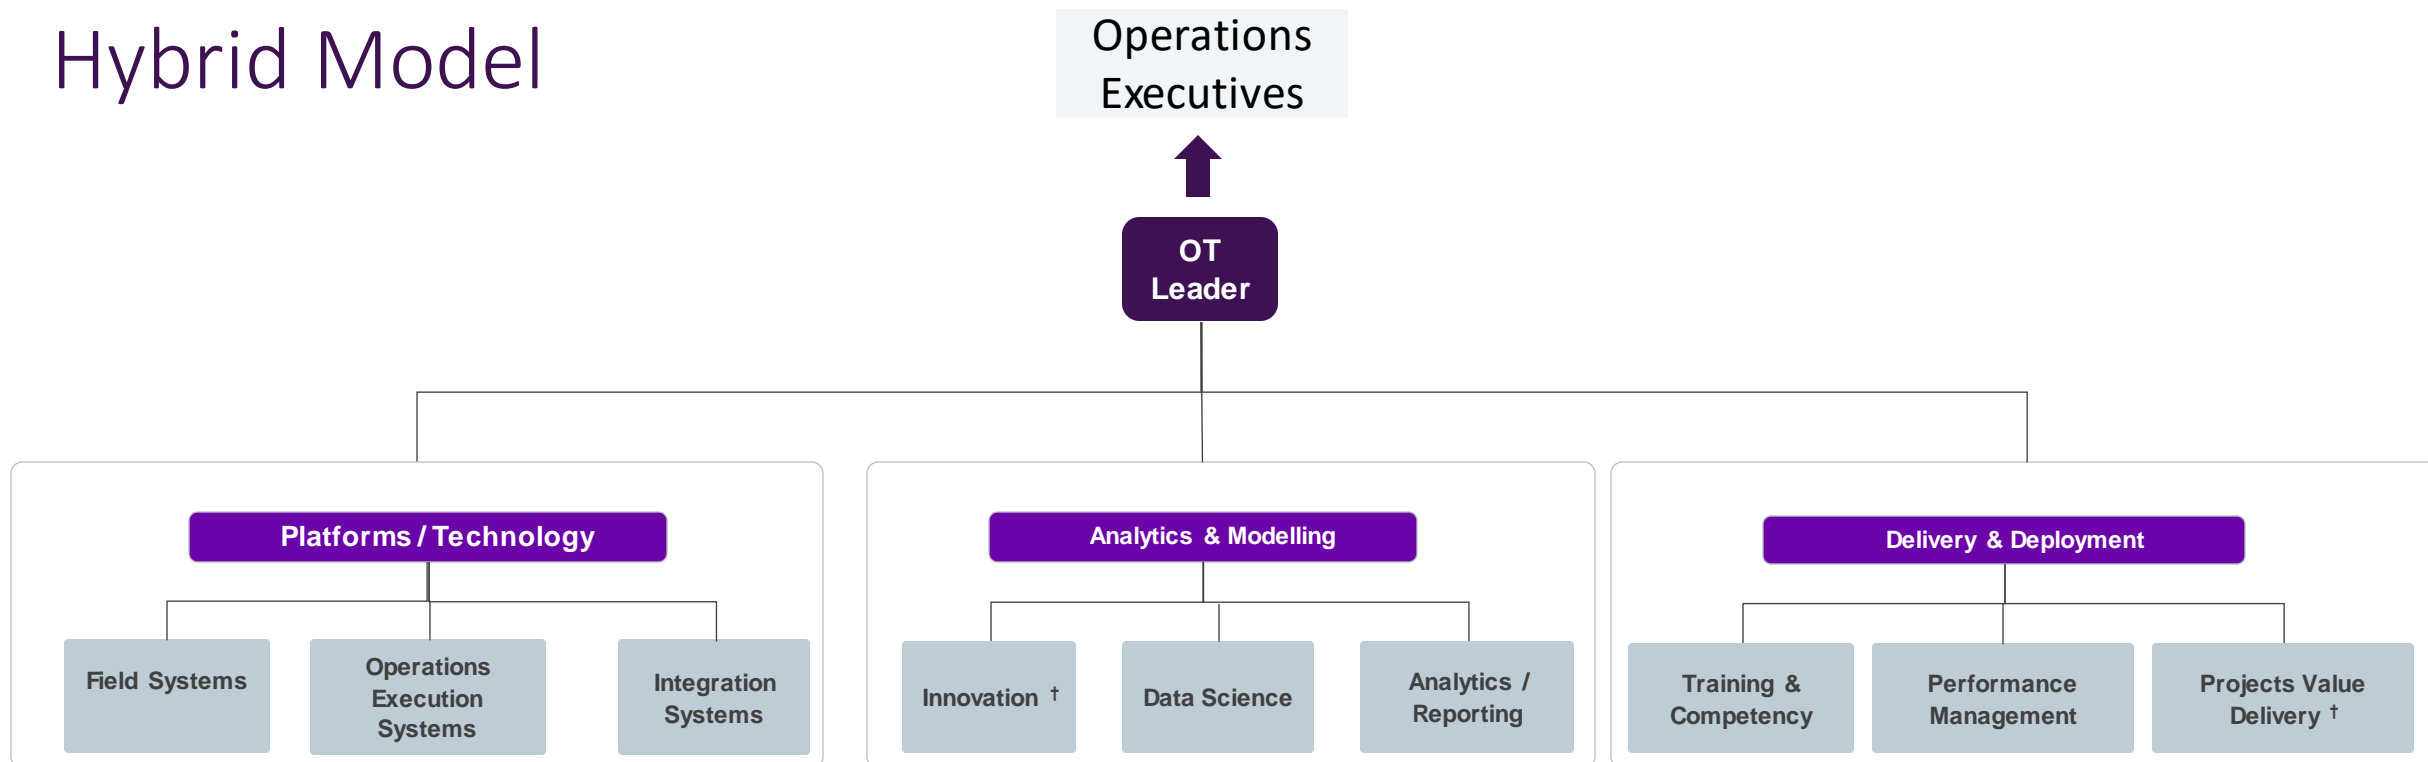 Hybrid Model
Operations
Executives
OT
Leader
Platforms / Technology
Analytics & Modelling
Delivery & Deployment
Field Systems
Operations
Execution
Systems
Integration
Systems
Innovation †
Data Science
Analytics /
Reporting
Training &
Competency
Performance
Management
Projects Value
Delivery †